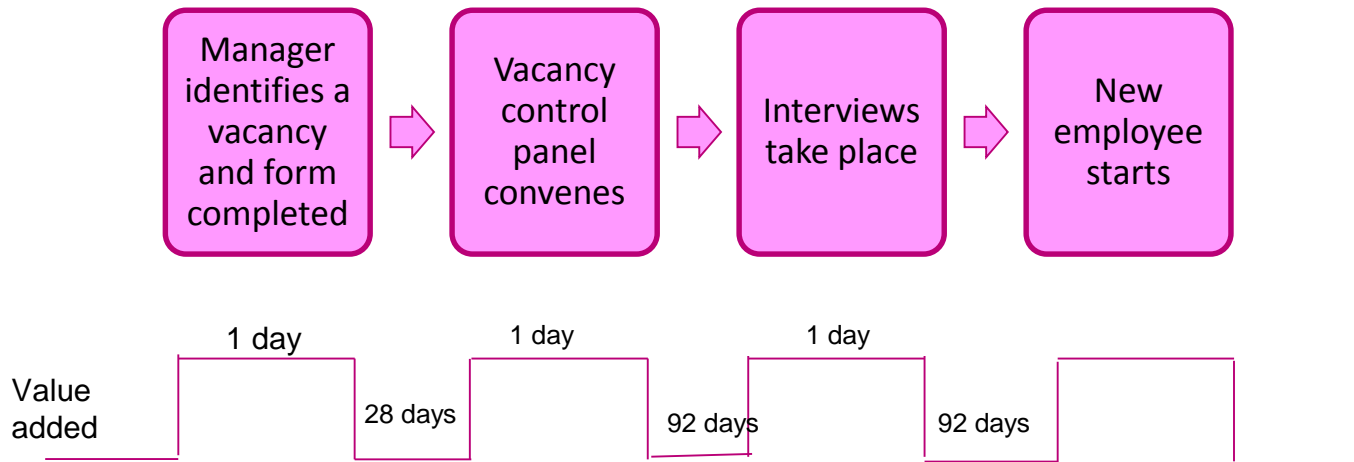 Manager
identifies a
vacancy
and form
completed
Vacancy
control
panel
convenes
Interviews
take place
New
employee
starts
1 day
1 day
1 day
Value
added
28 days
92 days
92 days